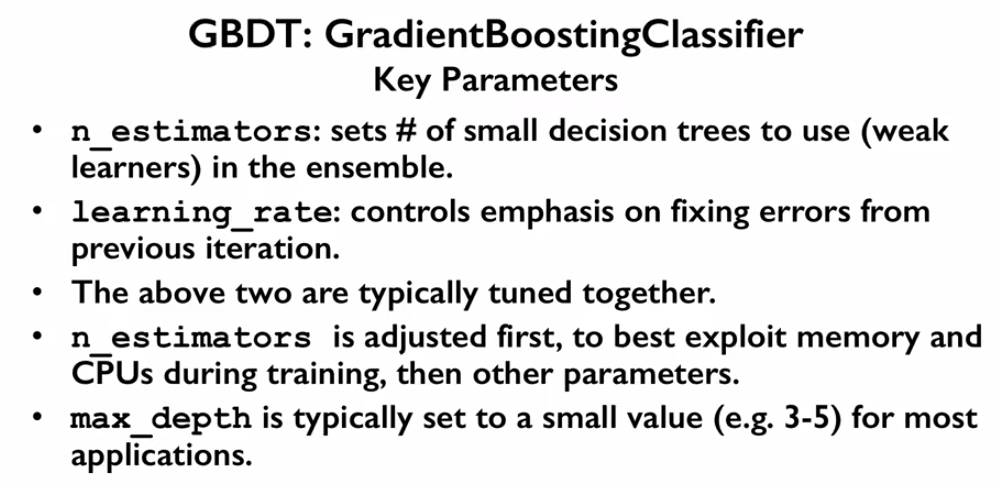 GBDT: GradientBoostingClassifier
Key Parameters
• n_estimators: sets # of small decision trees to use (weak
learners) in the ensemble.
• learning_rate: controls emphasis on fixing errors from
previous iteration.
• The above two are typically tuned together.
• n_estimators is adjusted first, to best exploit memory and
CPUs during training, then other parameters.
• max_depth is typically set to a small value (e.g. 3-5) for most
applications.